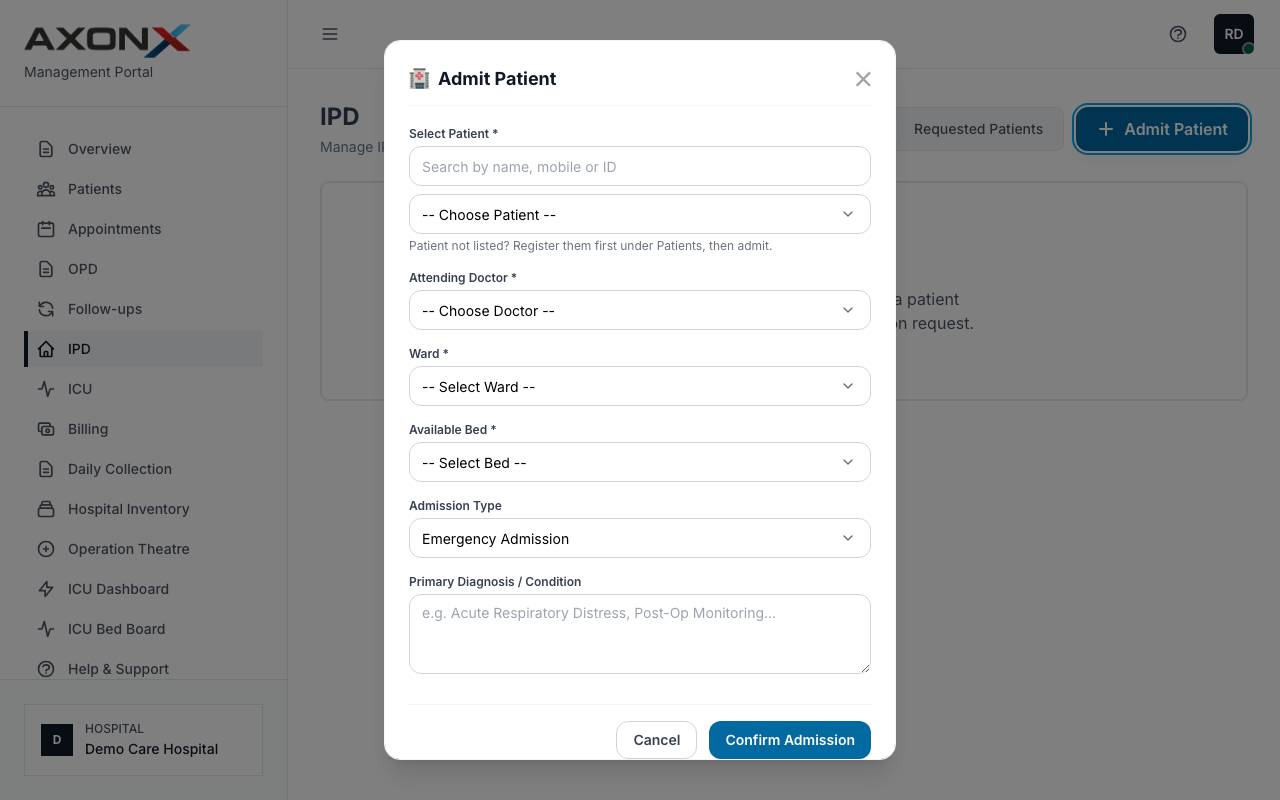 AXONX
Management Portal
Overview
Patients
Appointments
OPD
Follow-ups
IPD
ICU
Billing
Daily Collection
Hospital Inventory
Operation Theatre
ICU Dashboard
ICU Bed Board
Help & Support
D
HOSPITAL
Demo Care Hospital
RD
IPD
Manage
Requested Patients
Admit Patient
a patient
request.
Admit Patient
Select Patient *
Search by name, mobile or ID
-- Choose Patient --
Patient not listed? Register them first under Patients, then admit.
Attending Doctor *
-- Choose Doctor --
Ward *
-- Select Ward --
Available Bed *
-- Select Bed --
Admission Type
Emergency Admission
Primary Diagnosis / Condition
e.g. Acute Respiratory Distress, Post-Op Monitoring...
Cancel
Confirm Admission